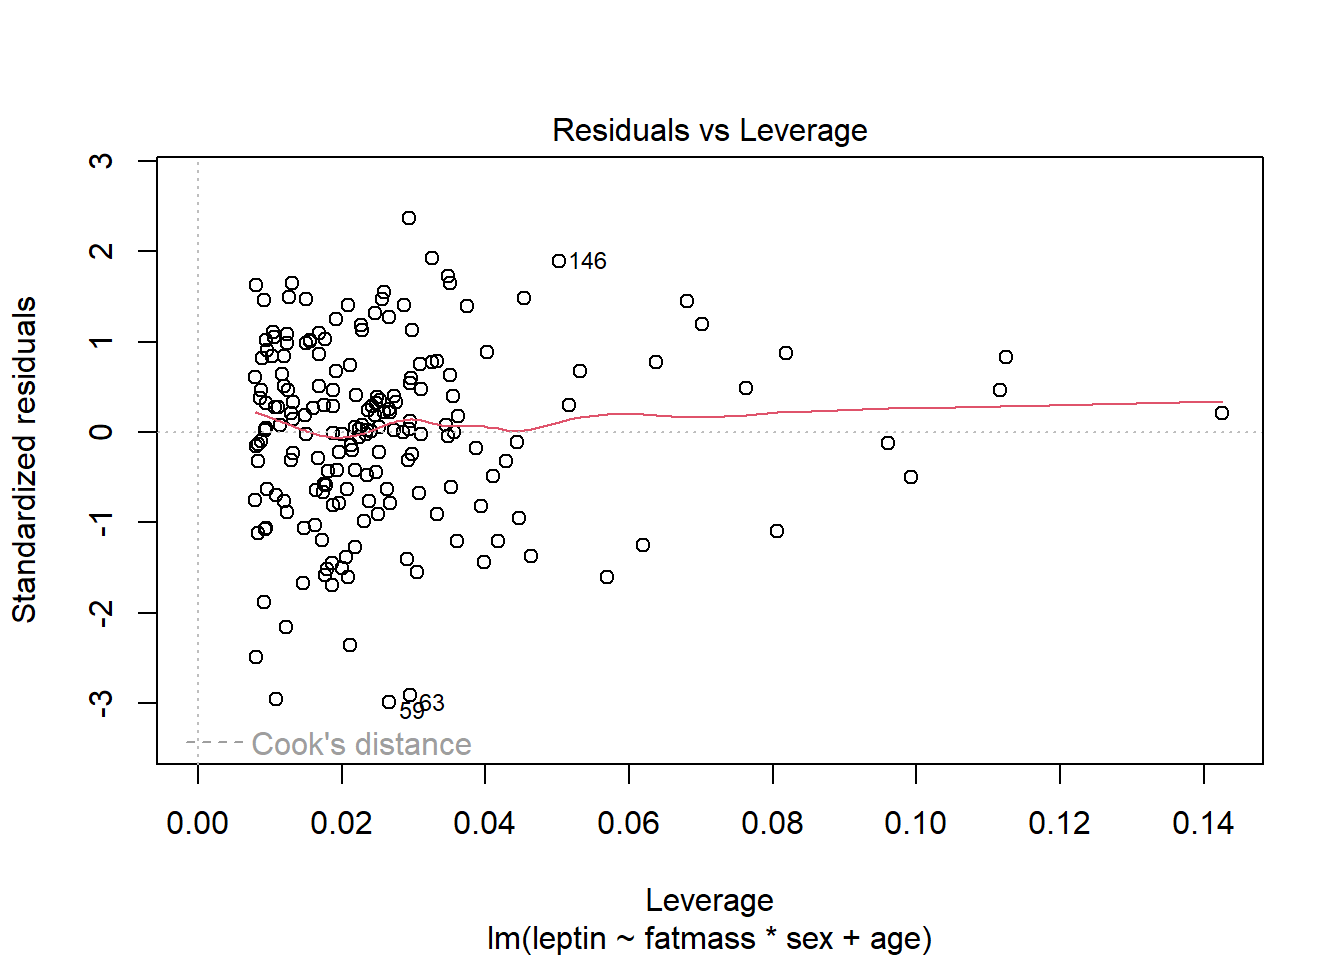 Residuals vs Leverage
Standardized residuals
3
2
1
0
-1
-2
-3
146
59
63
Cook's distance
0.00 0.02 0.04 0.06 0.08 0.10 0.12 0.14
Leverage
lm(leptin ~ fatmass * sex + age)